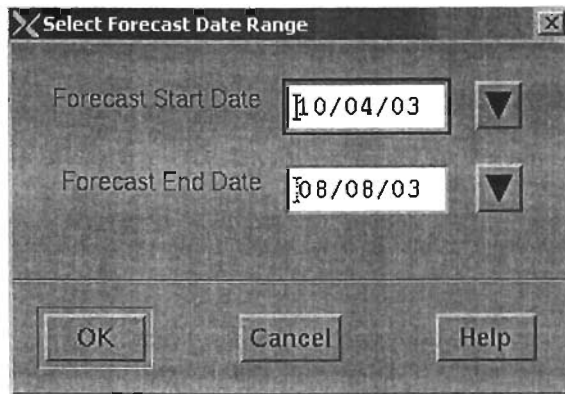 Select Forecast Date Range
Forecast Start Date 10/04/03
Forecast End Date 08/08/03
OK Cancel Help